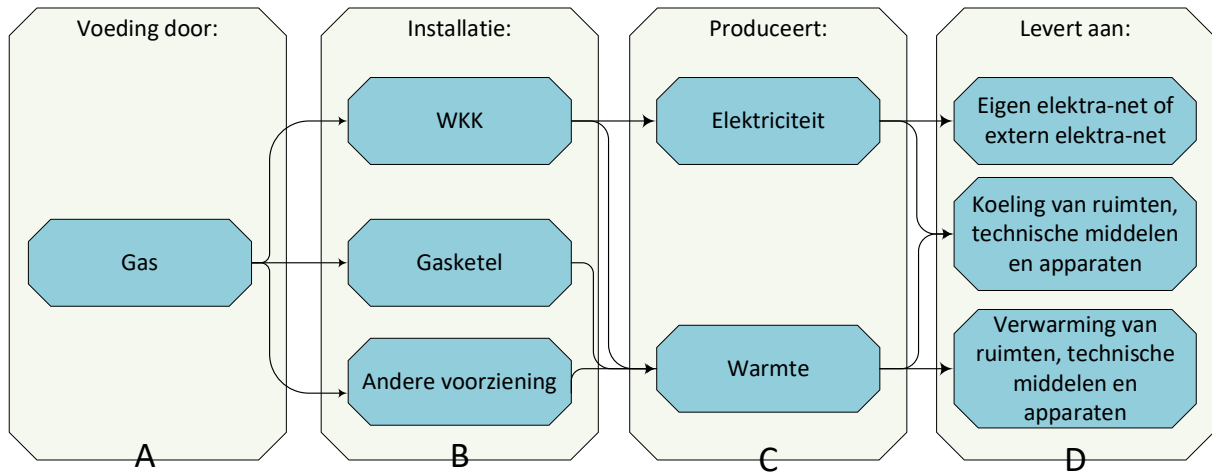 Voeding door:
Installatie:
Produceert:
Levert aan:
WKK
Elektriciteit
Eigen elektra-net of
extern elektra-net
Gas
Gasketel
Koeling van ruimten,
technische middelen
en apparaten
Andere voorziening
Warmte
Verwarming van
ruimten, technische
middelen en
apparaten
A
B
C
D